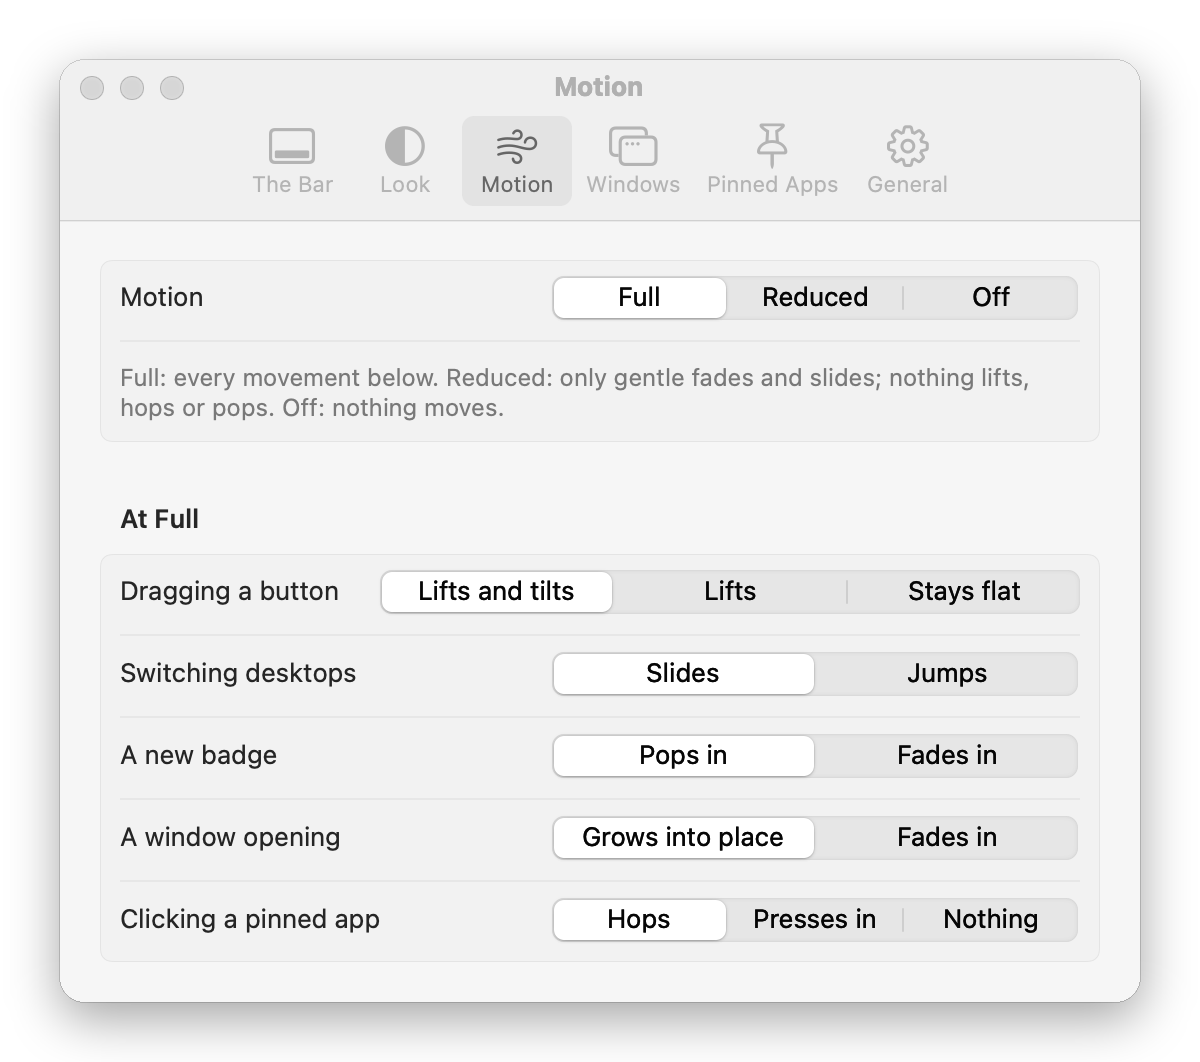 Motion
The Bar
Look
Motion
Windows
Pinned Apps
General
Motion
Full
Reduced
Off
Full: every movement below. Reduced: only gentle fades and slides; nothing lifts,
hops or pops. Off: nothing moves.
At Full
Dragging a button
Lifts and tilts
Lifts
Stays flat
Switching desktops
Slides
Jumps
A new badge
Pops in
Fades in
A window opening
Grows into place
Fades in
Clicking a pinned app
Hops
Presses in
Nothing